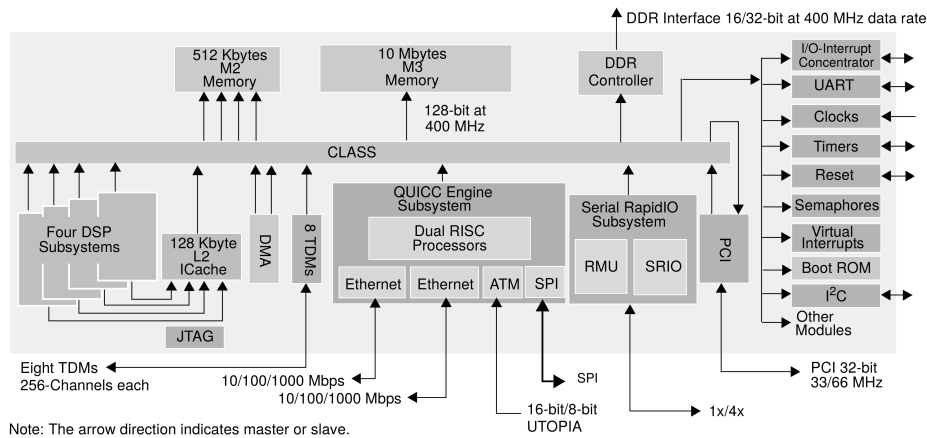 DDR Interface 16/32-bit at 400 MHz data rate
512 Kbytes
M2
Memory
10 Mbytes
M3
Memory
DDR
Controller
I/O-Interrupt
Concentrator
UART
128-bit at
400 MHz
Clocks
CLASS
Timers
Reset
QUICC Engine
Subsystem
Serial RapidIO
Subsystem
Semaphores
Four DSP
Subsystems
128 Kbyte
L2
ICache
DMA
8 TDMs
Dual RISC
Processors
PCI
Virtual
Interrupts
RMU
SRIO
Boot ROM
Ethernet
Ethernet
ATM
SPI
I2C
JTAG
Other
Modules
Eight TDMs
256-Channels each
10/100/1000 Mbps
10/100/1000 Mbps
SPI
PCI 32-bit
33/66 MHz
16-bit/8-bit
UTOPIA
1x/4x
Note: The arrow direction indicates master or slave.